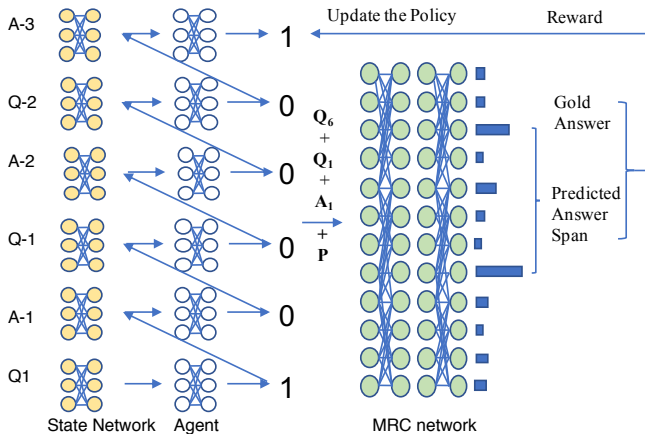 Update the Policy
Reward
A-3
1
Q-2
0
Q₆
+
Q₁
+
A₁
+
P
Gold
Answer
A-2
0
Predicted
Answer
Span
Q-1
0
A-1
0
Q1
1
State Network
Agent
MRC network